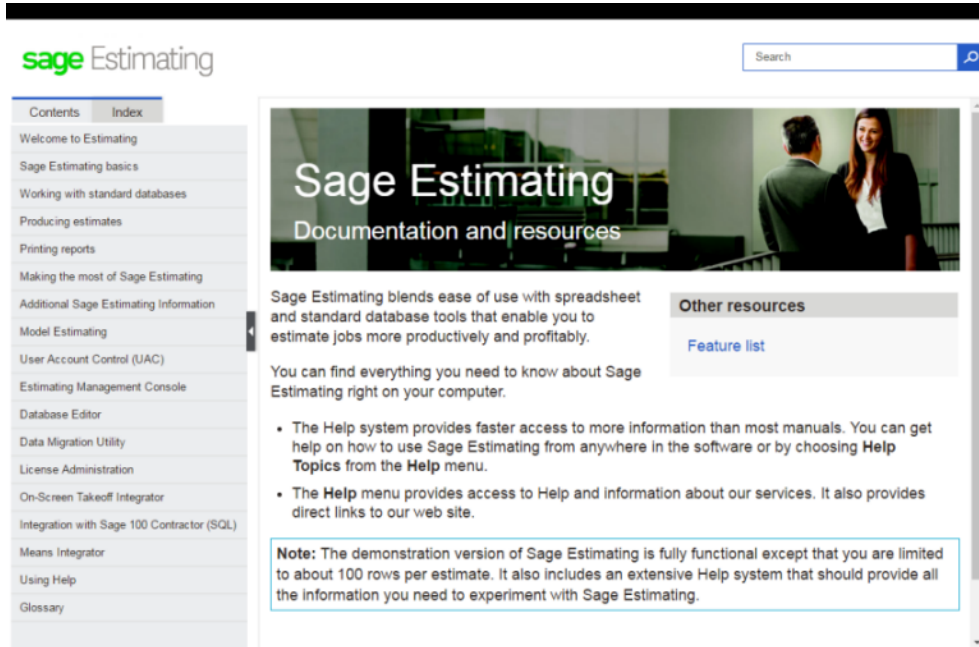 sage Estimating
Search
Contents
Index
Welcome to Estimating
Sage Estimating basics
Working with standard databases
Producing estimates
Printing reports
Making the most of Sage Estimating
Additional Sage Estimating Information
Model Estimating
User Account Control (UAC)
Estimating Management Console
Database Editor
Data Migration Utility
License Administration
On-Screen Takeoff Integrator
Integration with Sage 100 Contractor (SQL)
Means Integrator
Using Help
Glossary
Sage Estimating
Documentation and resources
Sage Estimating blends ease of use with spreadsheet
and standard database tools that enable you to
estimate jobs more productively and profitably.
Other resources
Feature list
You can find everything you need to know about Sage
Estimating right on your computer.
• The Help system provides faster access to more information than most manuals. You can get
help on how to use Sage Estimating from anywhere in the software or by choosing Help
Topics from the Help menu.
• The Help menu provides access to Help and information about our services. It also provides
direct links to our web site.
Note: The demonstration version of Sage Estimating is fully functional except that you are limited
to about 100 rows per estimate. It also includes an extensive Help system that should provide all
the information you need to experiment with Sage Estimating.